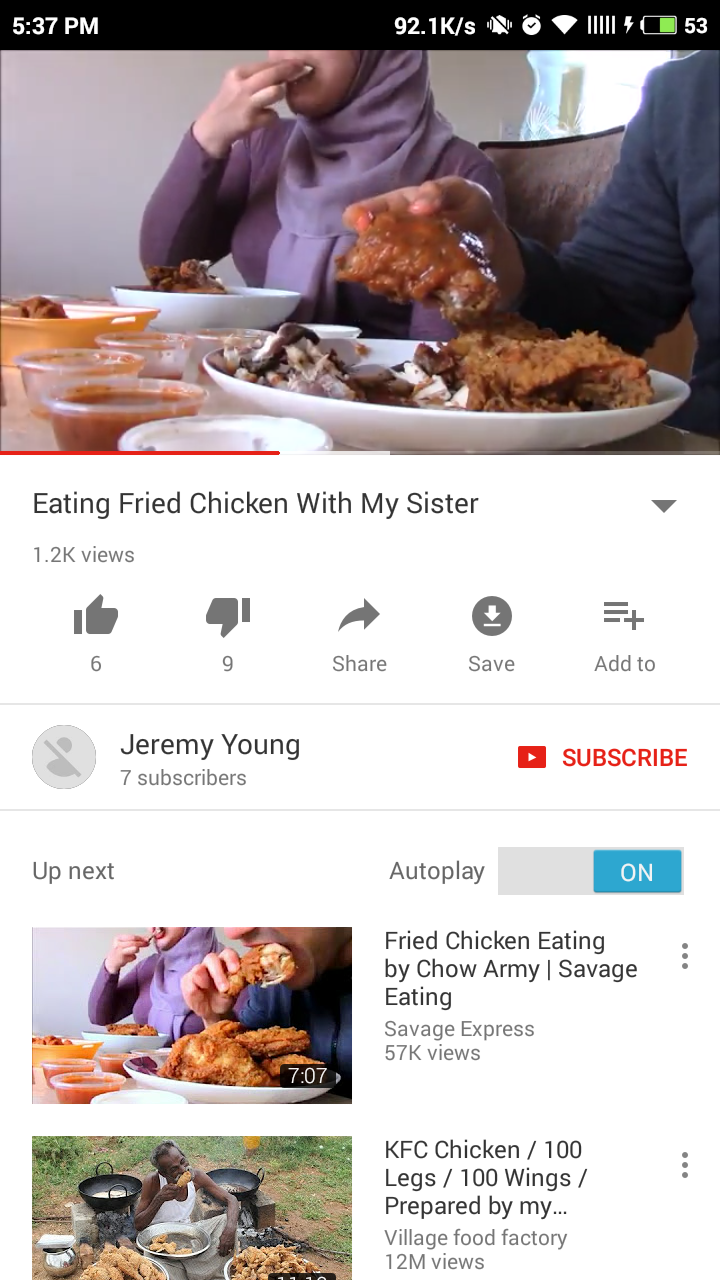 5:37 PM 92.1K/s 53
Eating Fried Chicken With My Sister
1.2K views
6 9 Share Save Add to
Jeremy Young
7 subscribers
SUBSCRIBE
Up next Autoplay ON
Fried Chicken Eating
by Chow Army | Savage
Eating
Savage Express
57K views
7:07
KFC Chicken / 100
Legs / 100 Wings /
Prepared by my...
Village food factory
12M views